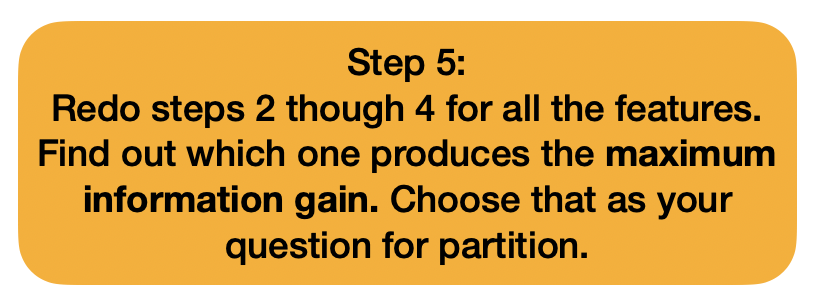 Step 5:
Redo steps 2 though 4 for all the features.
Find out which one produces the maximum
information gain. Choose that as your
question for partition.